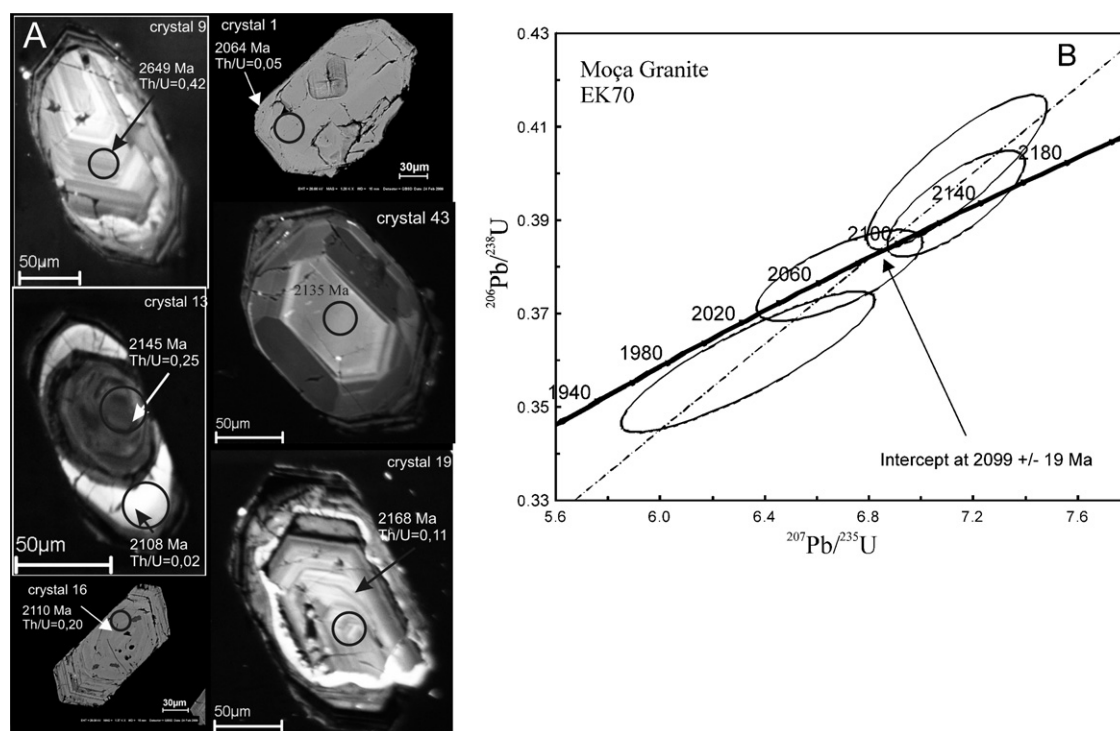 A
crystal 9
2649 Ma
Th/U=0,42
50µm
crystal 1
2064 Ma
Th/U=0,05
30µm
crystal 43
2135 Ma
50µm
crystal 13
2145 Ma
Th/U=0,25
2108 Ma
Th/U=0,02
50µm
crystal 19
2168 Ma
Th/U=0,11
50µm
crystal 16
2110 Ma
Th/U=0,20
30µm
B
Moça Granite
EK70
0.43
0.41
0.39
0.37
0.35
0.33
2180
2140
2100
2060
2020
1980
1940
Intercept at 2099 +/- 19 Ma
5.6
6.0
6.4
6.8
7.2
7.6
206Pb/238U
207Pb/235U